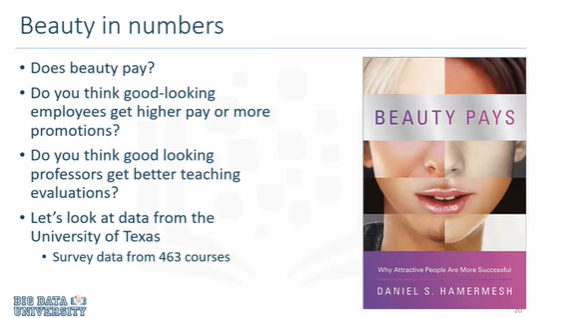 Beauty in numbers
• Does beauty pay?
• Do you think good-looking
employees get higher pay or more
promotions?
• Do you think good looking
professors get better teaching
evaluations?
• Let's look at data from the
University of Texas
• Survey data from 463 courses
BEAUTY PAYS
Why Attractive People Are More Successful
DANIEL S. HAMERMESH
BIG DATA
UNIVERSITY
20